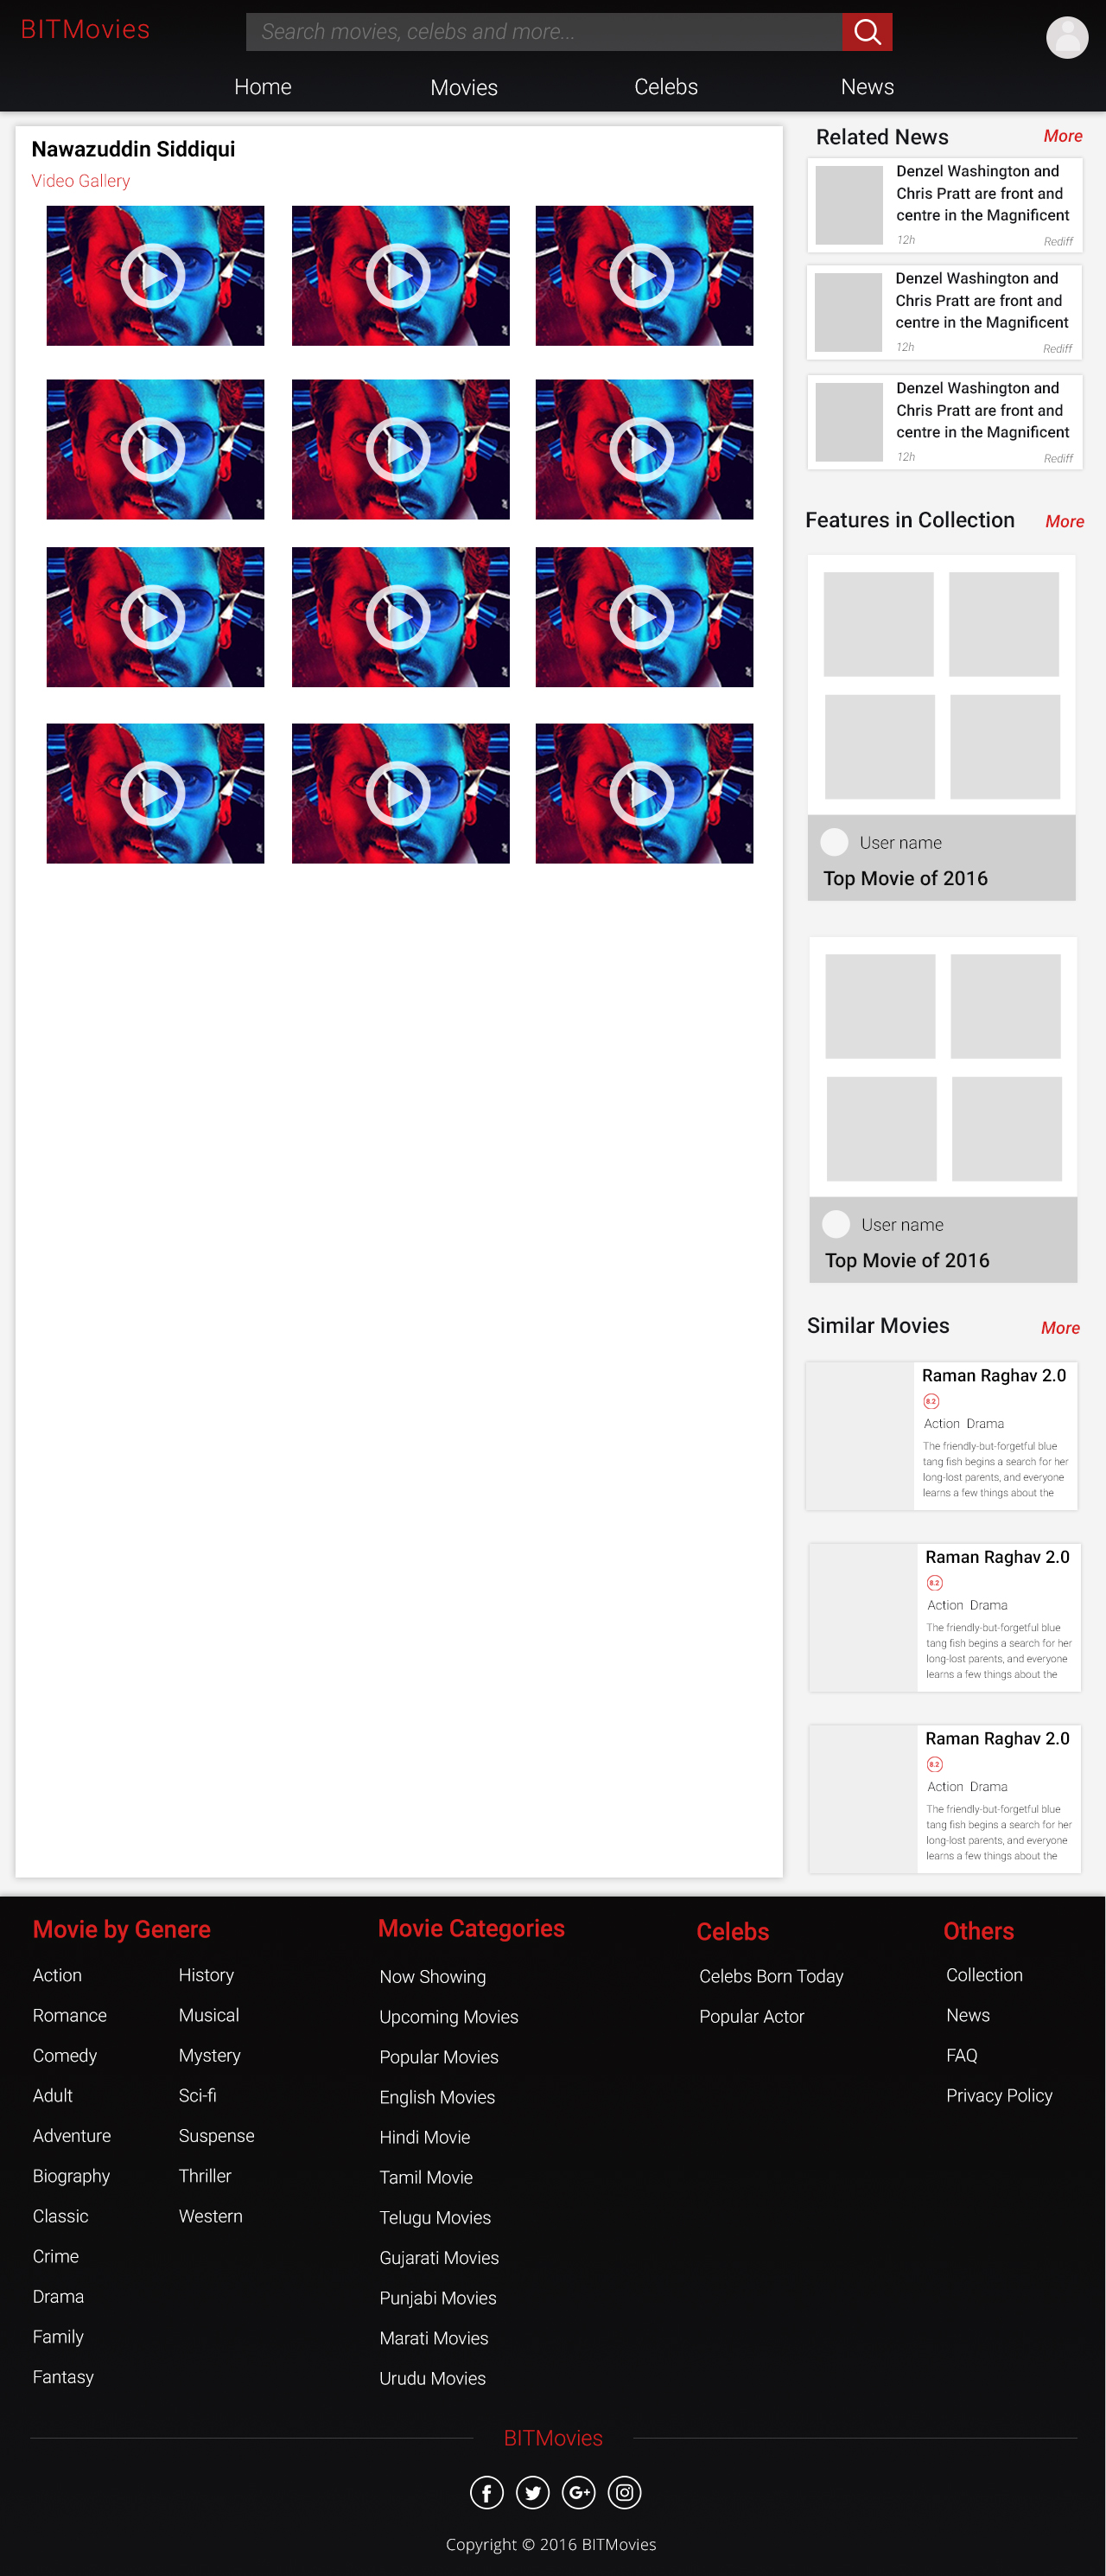 BITMovies
Search movies, celebs and more...
Home
Movies
Celebs
News
Nawazuddin Siddiqui
Video Gallery
Related News
More
Denzel Washington and
Chris Pratt are front and
centre in the Magnificent
12h
Rediff
Denzel Washington and
Chris Pratt are front and
centre in the Magnificent
12h
Rediff
Denzel Washington and
Chris Pratt are front and
centre in the Magnificent
12h
Rediff
Features in Collection
More
User name
Top Movie of 2016
User name
Top Movie of 2016
Similar Movies
More
Raman Raghav 2.0
8.2
Action Drama
The friendly-but-forgetful blue
tang fish begins a search for her
long-lost parents, and everyone
learns a few things about the
Raman Raghav 2.0
8.2
Action Drama
The friendly-but-forgetful blue
tang fish begins a search for her
long-lost parents, and everyone
learns a few things about the
Raman Raghav 2.0
8.2
Action Drama
The friendly-but-forgetful blue
tang fish begins a search for her
long-lost parents, and everyone
learns a few things about the
Movie by Genere
Action
Romance
Comedy
Adult
Adventure
Biography
Classic
Crime
Drama
Family
Fantasy
History
Musical
Mystery
Sci-fi
Suspense
Thriller
Western
Movie Categories
Now Showing
Upcoming Movies
Popular Movies
English Movies
Hindi Movie
Tamil Movie
Telugu Movies
Gujarati Movies
Punjabi Movies
Marati Movies
Urudu Movies
Celebs
Celebs Born Today
Popular Actor
Others
Collection
News
FAQ
Privacy Policy
BITMovies
Copyright © 2016 BITMovies